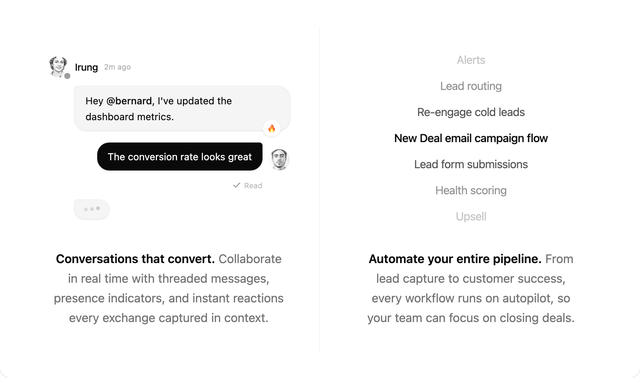 Irung 2m ago
Hey @bernard, I've updated the
dashboard metrics.
🔥
The conversion rate looks great
Read
Conversations that convert. Collaborate
in real time with threaded messages,
presence indicators, and instant reactions
every exchange captured in context.
Alerts
Lead routing
Re-engage cold leads
New Deal email campaign flow
Lead form submissions
Health scoring
Upsell
Automate your entire pipeline. From
lead capture to customer success,
every workflow runs on autopilot, so
your team can focus on closing deals.